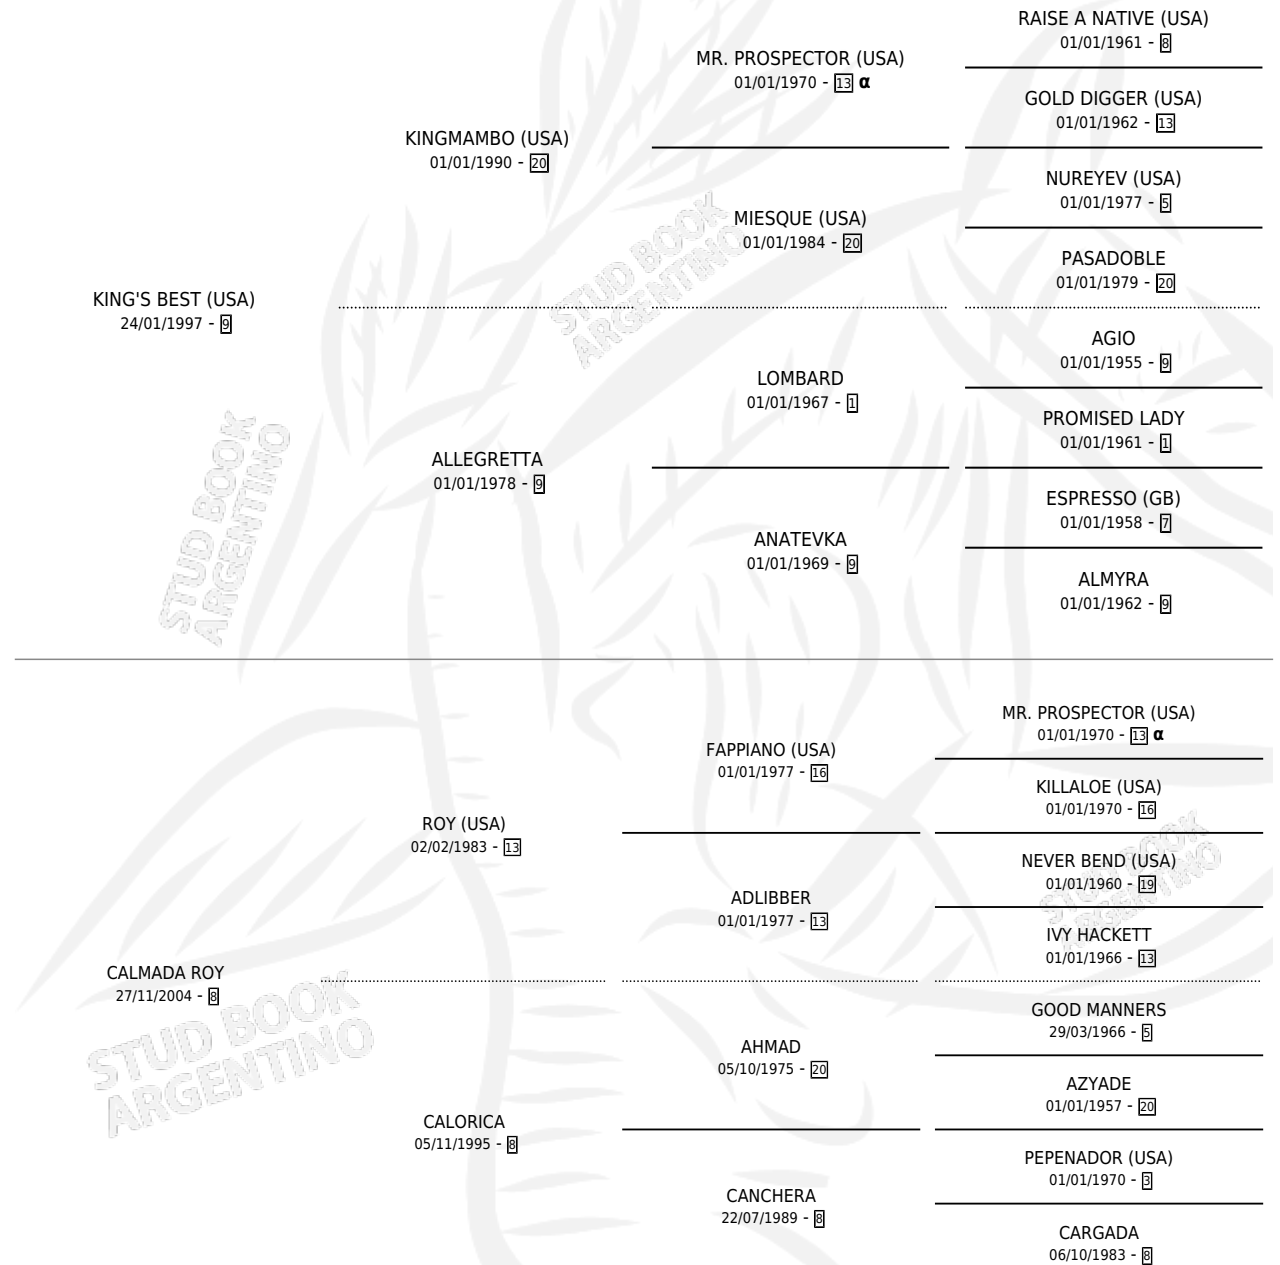 RAISE A NATIVE (USA)
01/01/1961 - 8
MR. PROSPECTOR (USA)
01/01/1970 - 13 α
GOLD DIGGER (USA)
01/01/1962 - 13
KINGMAMBO (USA)
01/01/1990 - 20
NUREYEV (USA)
01/01/1977 - 5
MIESQUE (USA)
01/01/1984 - 20
PASADOBLE
01/01/1979 - 20
KING'S BEST (USA)
24/01/1997 - 9
AGIO
01/01/1955 - 9
LOMBARD
01/01/1967 - 1
PROMISED LADY
01/01/1961 - 1
ALLEGRETTA
01/01/1978 - 9
ESPRESSO (GB)
01/01/1958 - 7
ANATEVKA
01/01/1969 - 9
ALMYRA
01/01/1962 - 9
MR. PROSPECTOR (USA)
01/01/1970 - 13 α
FAPPIANO (USA)
01/01/1977 - 16
KILLALOE (USA)
01/01/1970 - 16
ROY (USA)
02/02/1983 - 13
NEVER BEND (USA)
01/01/1960 - 19
ADLIBBER
01/01/1977 - 13
IVY HACKETT
01/01/1966 - 13
CALMADA ROY
27/11/2004 - 8
GOOD MANNERS
29/03/1966 - 5
AHMAD
05/10/1975 - 20
AZYADE
01/01/1957 - 20
CALORICA
05/11/1995 - 8
PEPENADOR (USA)
01/01/1970 - 3
CANCHERA
22/07/1989 - 8
CARGADA
06/10/1983 - 8
STUD BOOK
ARGENTINO
STUD BOOK
ARGENTINO
STUD BOOK
ARGENTINO
STUD BOOK
ARGENTINO